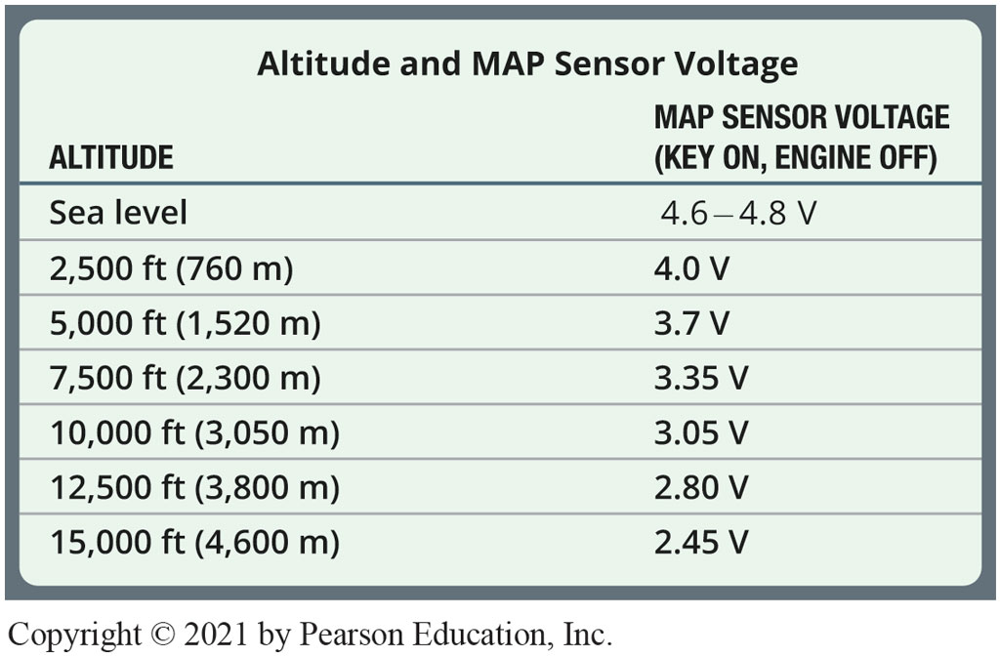 Altitude and MAP Sensor Voltage
MAP SENSOR VOLTAGE
ALTITUDE (KEY ON, ENGINE OFF)
Sea level 4.6–4.8 V
2,500 ft (760 m) 4.0 V
5,000 ft (1,520 m) 3.7 V
7,500 ft (2,300 m) 3.35 V
10,000 ft (3,050 m) 3.05 V
12,500 ft (3,800 m) 2.80 V
15,000 ft (4,600 m) 2.45 V
Copyright © 2021 by Pearson Education, Inc.